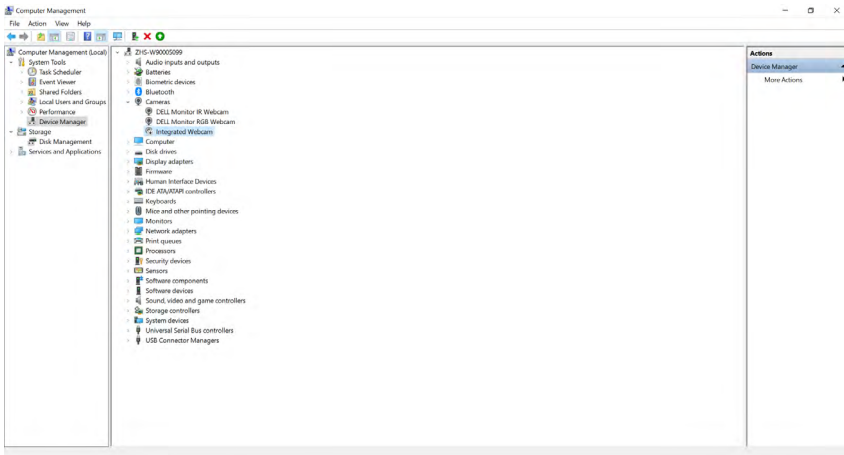 Computer Management
File Action View Help
Computer Management (Local)
System Tools
Task Scheduler
Event Viewer
Shared Folders
Local Users and Groups
Performance
Device Manager
Storage
Disk Management
Services and Applications
ZHS-W90005099
Audio inputs and outputs
Batteries
Biometric devices
Bluetooth
Cameras
DELL Monitor IR Webcam
DELL Monitor RGB Webcam
Integrated Webcam
Computer
Disk drives
Display adapters
Firmware
Human Interface Devices
IDE ATA/ATAPI controllers
Keyboards
Mice and other pointing devices
Monitors
Network adapters
Print queues
Processors
Security devices
Sensors
Software components
Software devices
Sound, video and game controllers
Storage controllers
System devices
Universal Serial Bus controllers
USB Connector Managers
Actions
Device Manager
More Actions